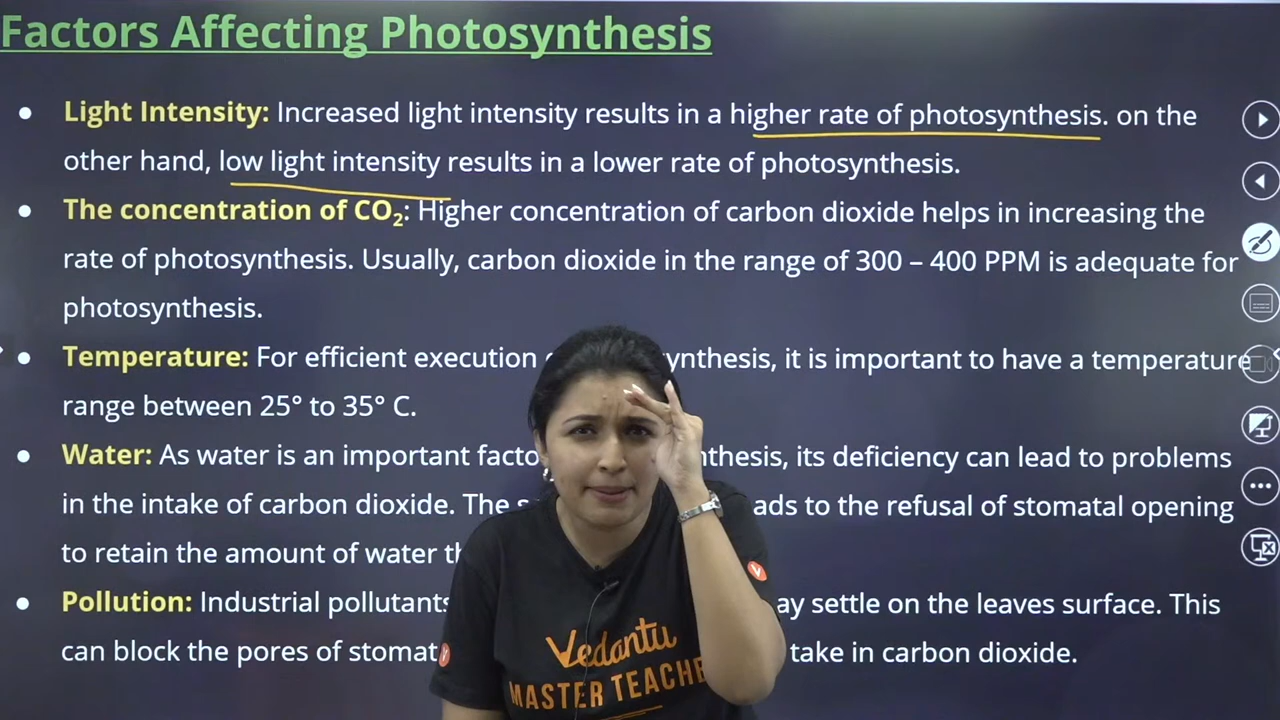 Factors Affecting Photosynthesis
● Light Intensity: Increased light intensity results in a higher rate of photosynthesis. on the
other hand, low light intensity results in a lower rate of photosynthesis.
● The concentration of CO₂: Higher concentration of carbon dioxide helps in increasing the
rate of photosynthesis. Usually, carbon dioxide in the range of 300 – 400 PPM is adequate for
photosynthesis.
● Temperature: For efficient execution ynthesis, it is important to have a temperature
range between 25° to 35° C.
● Water: As water is an important facto nthesis, its deficiency can lead to problems
in the intake of carbon dioxide. The ads to the refusal of stomatal opening
to retain the amount of water
● Pollution: Industrial pollutants ay settle on the leaves surface. This
can block the pores of stomat take in carbon dioxide.
Vedantu
MASTER TEACHE